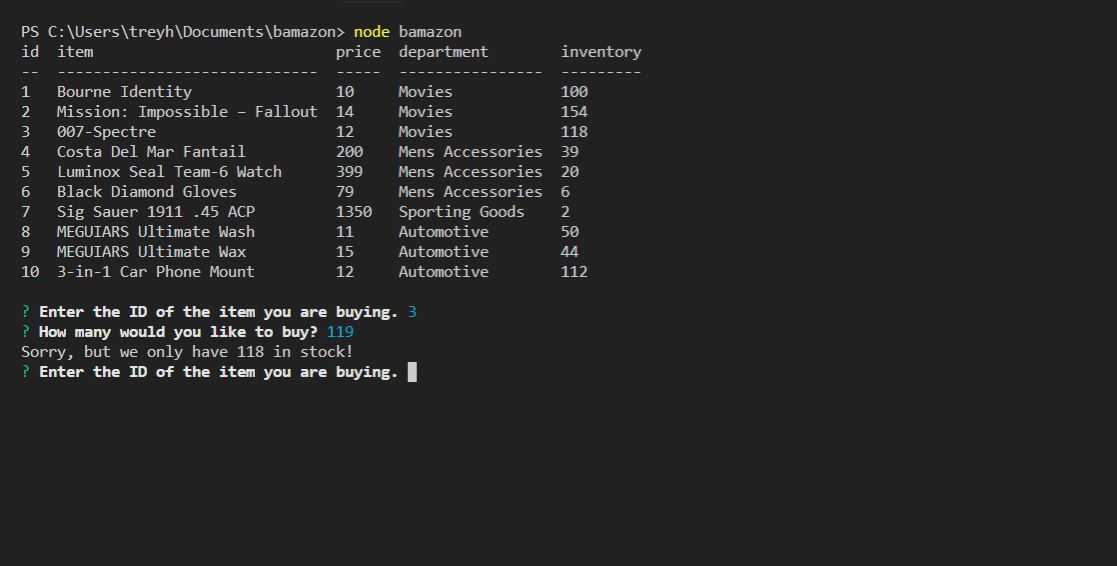 PS C:\Users\treyh\Documents\bamazon> node bamazon
id  item                           price  department        inventory
--  -----------------------------  -----  ----------------  ---------
1   Bourne Identity                10     Movies            100
2   Mission: Impossible – Fallout  14     Movies            154
3   007-Spectre                    12     Movies            118
4   Costa Del Mar Fantail          200    Mens Accessories  39
5   Luminox Seal Team-6 Watch      399    Mens Accessories  20
6   Black Diamond Gloves           79     Mens Accessories  6
7   Sig Sauer 1911 .45 ACP         1350   Sporting Goods    2
8   MEGUIARS Ultimate Wash         11     Automotive        50
9   MEGUIARS Ultimate Wax          15     Automotive        44
10  3-in-1 Car Phone Mount         12     Automotive        112
? Enter the ID of the item you are buying. 3
? How many would you like to buy? 119
Sorry, but we only have 118 in stock!
? Enter the ID of the item you are buying.